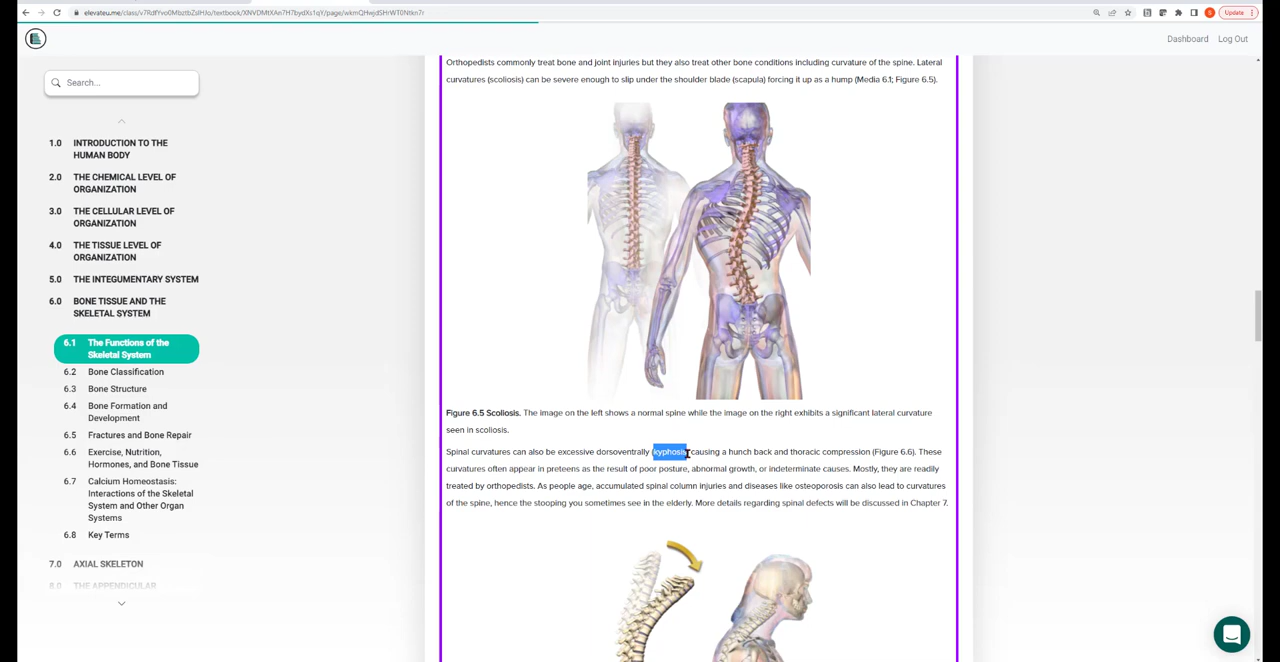 elevateu.me/class/v7RdfYvo0MbztbZslHJo/textbook/XNVDMtXAn7H7bydXs1qY/page/wkmQHwjdSHrWT0Ntkn7r
Update
Dashboard
Log Out
Search...
1.0 INTRODUCTION TO THE
HUMAN BODY
2.0 THE CHEMICAL LEVEL OF
ORGANIZATION
3.0 THE CELLULAR LEVEL OF
ORGANIZATION
4.0 THE TISSUE LEVEL OF
ORGANIZATION
5.0 THE INTEGUMENTARY SYSTEM
6.0 BONE TISSUE AND THE
SKELETAL SYSTEM
6.1 The Functions of the
Skeletal System
6.2 Bone Classification
6.3 Bone Structure
6.4 Bone Formation and
Development
6.5 Fractures and Bone Repair
6.6 Exercise, Nutrition,
Hormones, and Bone Tissue
6.7 Calcium Homeostasis:
Interactions of the Skeletal
System and Other Organ
Systems
6.8 Key Terms
7.0 AXIAL SKELETON
8.0 THE APPENDICULAR
Orthopedists commonly treat bone and joint injuries but they also treat other bone conditions including curvature of the spine. Lateral
curvatures (scoliosis) can be severe enough to slip under the shoulder blade (scapula) forcing it up as a hump (Media 6.1; Figure 6.5).
Figure 6.5 Scoliosis. The image on the left shows a normal spine while the image on the right exhibits a significant lateral curvature
seen in scoliosis.
Spinal curvatures can also be excessive dorsoventrally (kyphosis) causing a hunch back and thoracic compression (Figure 6.6). These
curvatures often appear in preteens as the result of poor posture, abnormal growth, or indeterminate causes. Mostly, they are readily
treated by orthopedists. As people age, accumulated spinal column injuries and diseases like osteoporosis can also lead to curvatures
of the spine, hence the stooping you sometimes see in the elderly. More details regarding spinal defects will be discussed in Chapter 7.